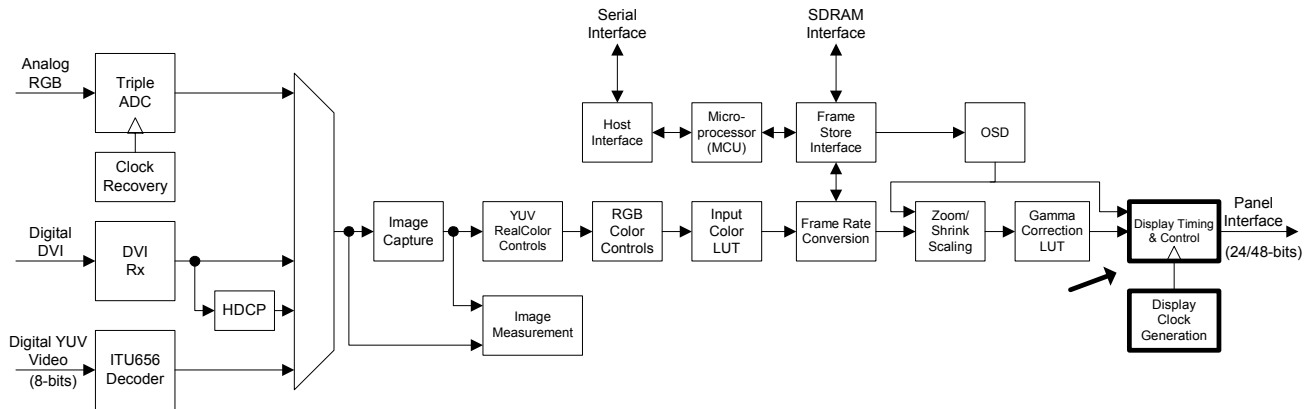 Serial
Interface
SDRAM
Interface
Analog
RGB
Triple
ADC
Clock
Recovery
Host
Interface
Micro-
processor
(MCU)
Frame
Store
Interface
OSD
Digital
DVI
DVI
Rx
HDCP
Image
Capture
YUV
RealColor
Controls
RGB
Color
Controls
Input
Color
LUT
Frame Rate
Conversion
Zoom/
Shrink
Scaling
Gamma
Correction
LUT
Display Timing
& Control
Panel
Interface
(24/48-bits)
Image
Measurement
Display
Clock
Generation
Digital YUV
Video
(8-bits)
ITU656
Decoder